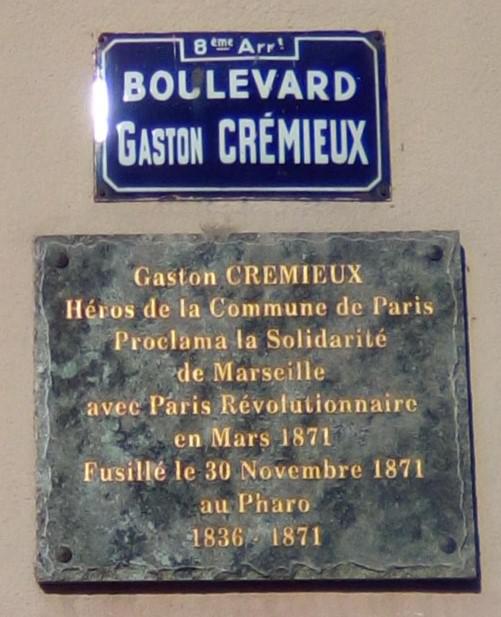 8ème Arrt
BOULEVARD
GASTON CRÉMIEUX
Gaston CREMIEUX
Héros de la Commune de Paris
Proclama la Solidarité
de Marseille
avec Paris Révolutionnaire
en Mars 1871
Fusillé le 30 Novembre 1871
au Pharo
1836 - 1871